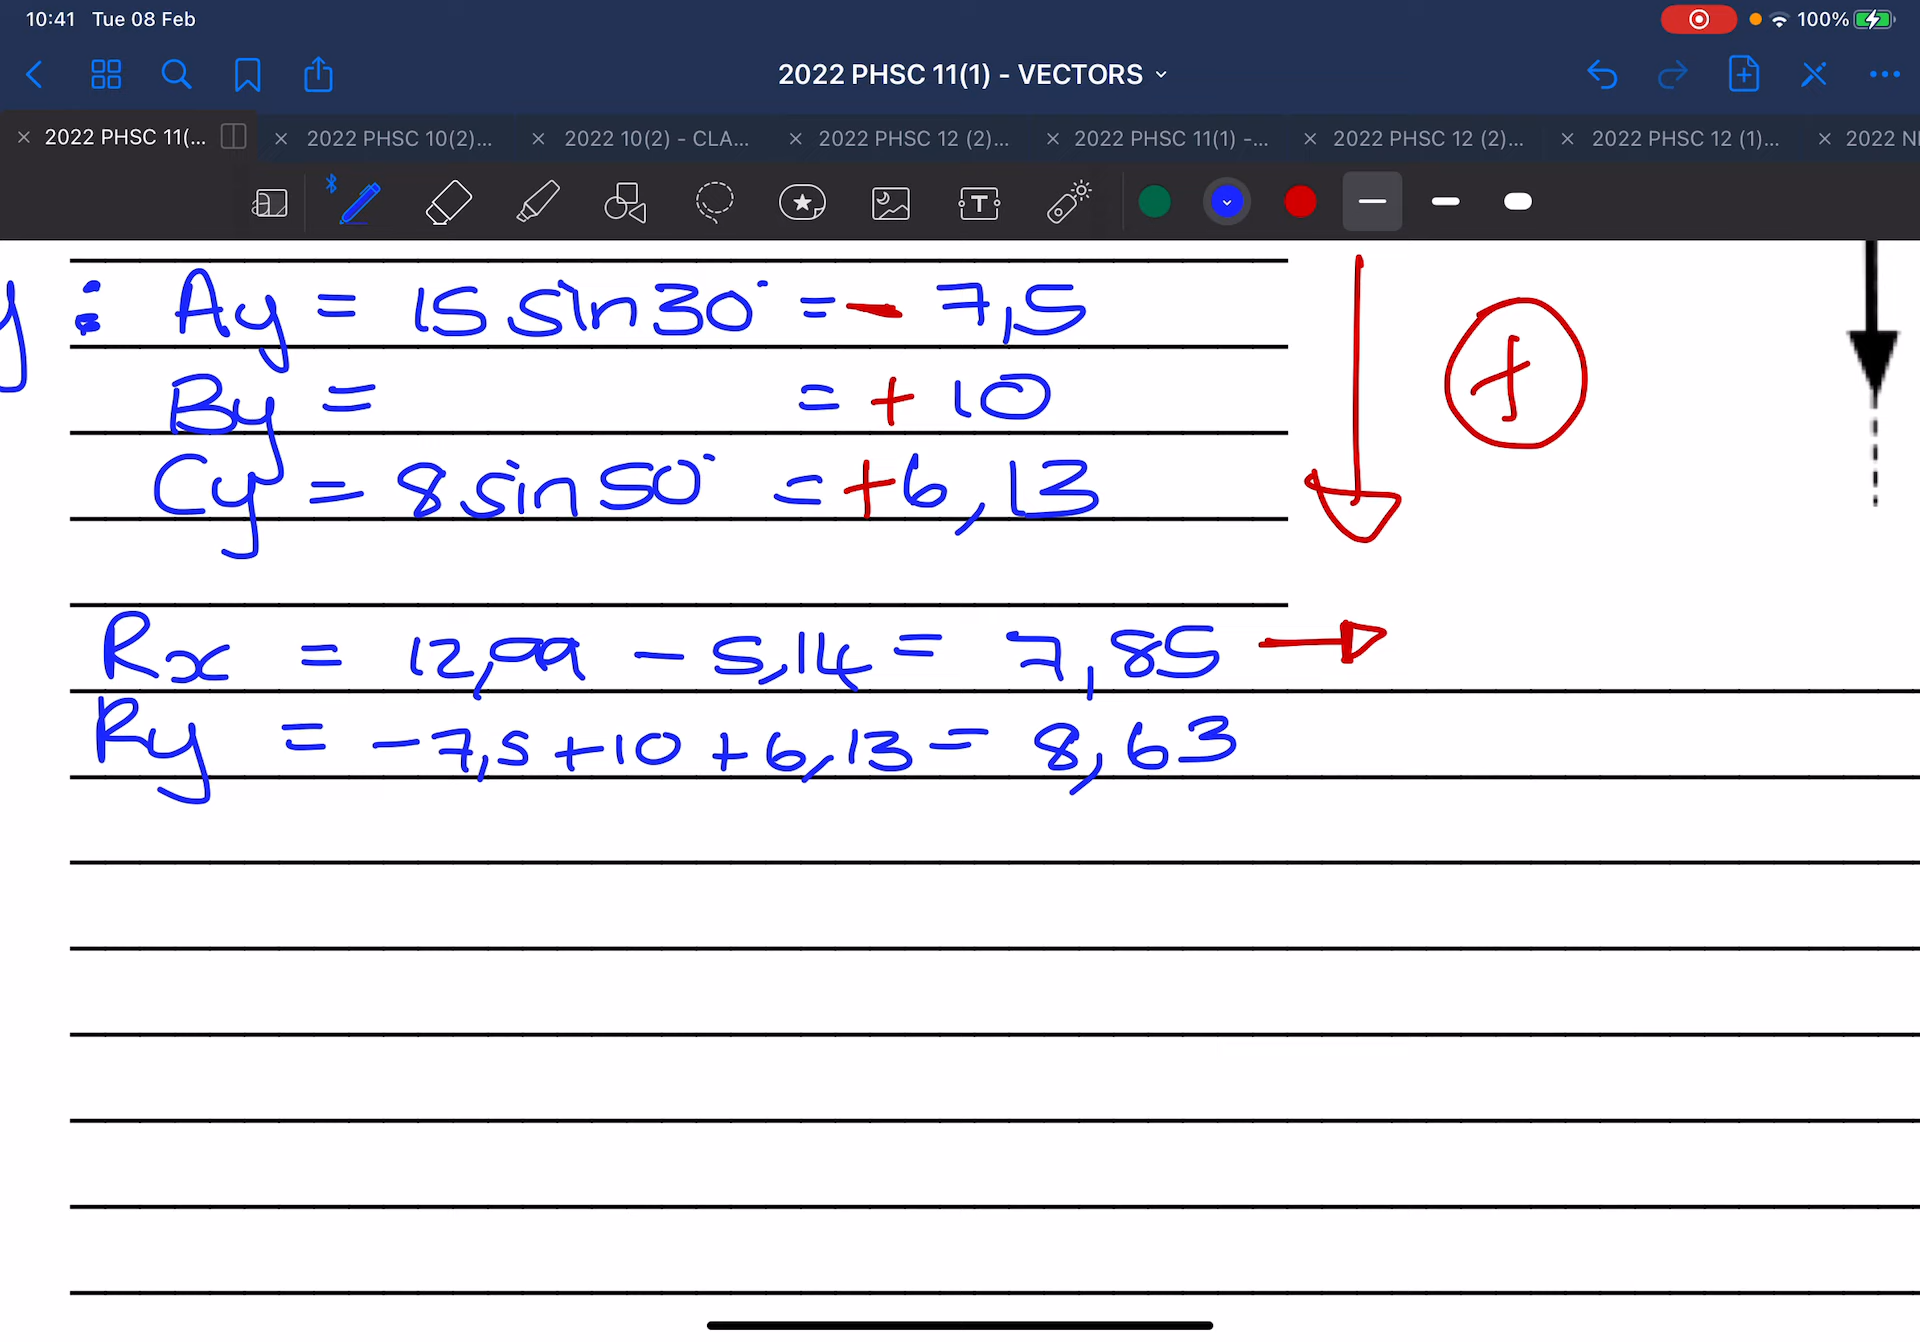 10:41 Tue 08 Feb
100%
2022 PHSC 11(1) - VECTORS
2022 PHSC 11(...
2022 PHSC 10(2)...
2022 10(2) - CLA...
2022 PHSC 12 (2)...
2022 PHSC 11(1) -...
2022 PHSC 12 (2)...
2022 PHSC 12 (1)...
2022 NI
y : Ay = 15 sin 30° = - 7,5
By = = + 10
Cy = 8 sin 50° = +6,13
+
Rx = 12,99 - 5,14 = 7,85 →
Ry = -7,5 + 10 + 6,13 = 8,63